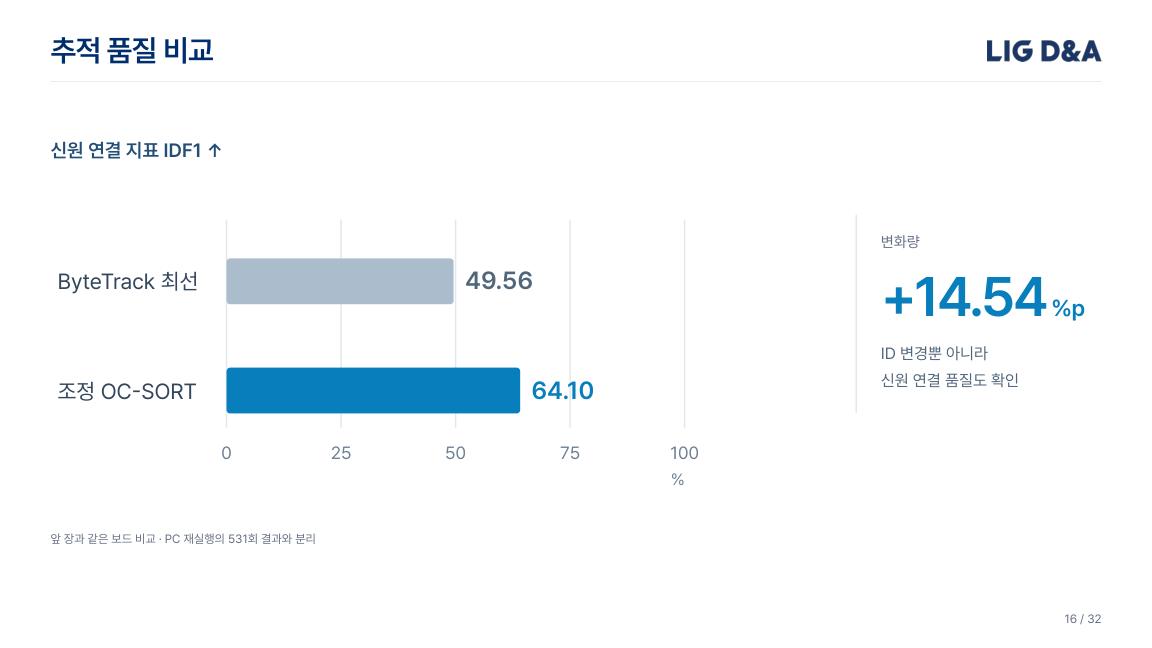 추적 품질 비교
LIG D&A
신원 연결 지표 IDF1 ↑
ByteTrack 최선
49.56
조정 OC-SORT
64.10
0 25 50 75 100
%
변화량
+14.54 %p
ID 변경뿐 아니라
신원 연결 품질도 확인
앞 장과 같은 보드 비교 · PC 재실행의 531회 결과와 분리
16 / 32